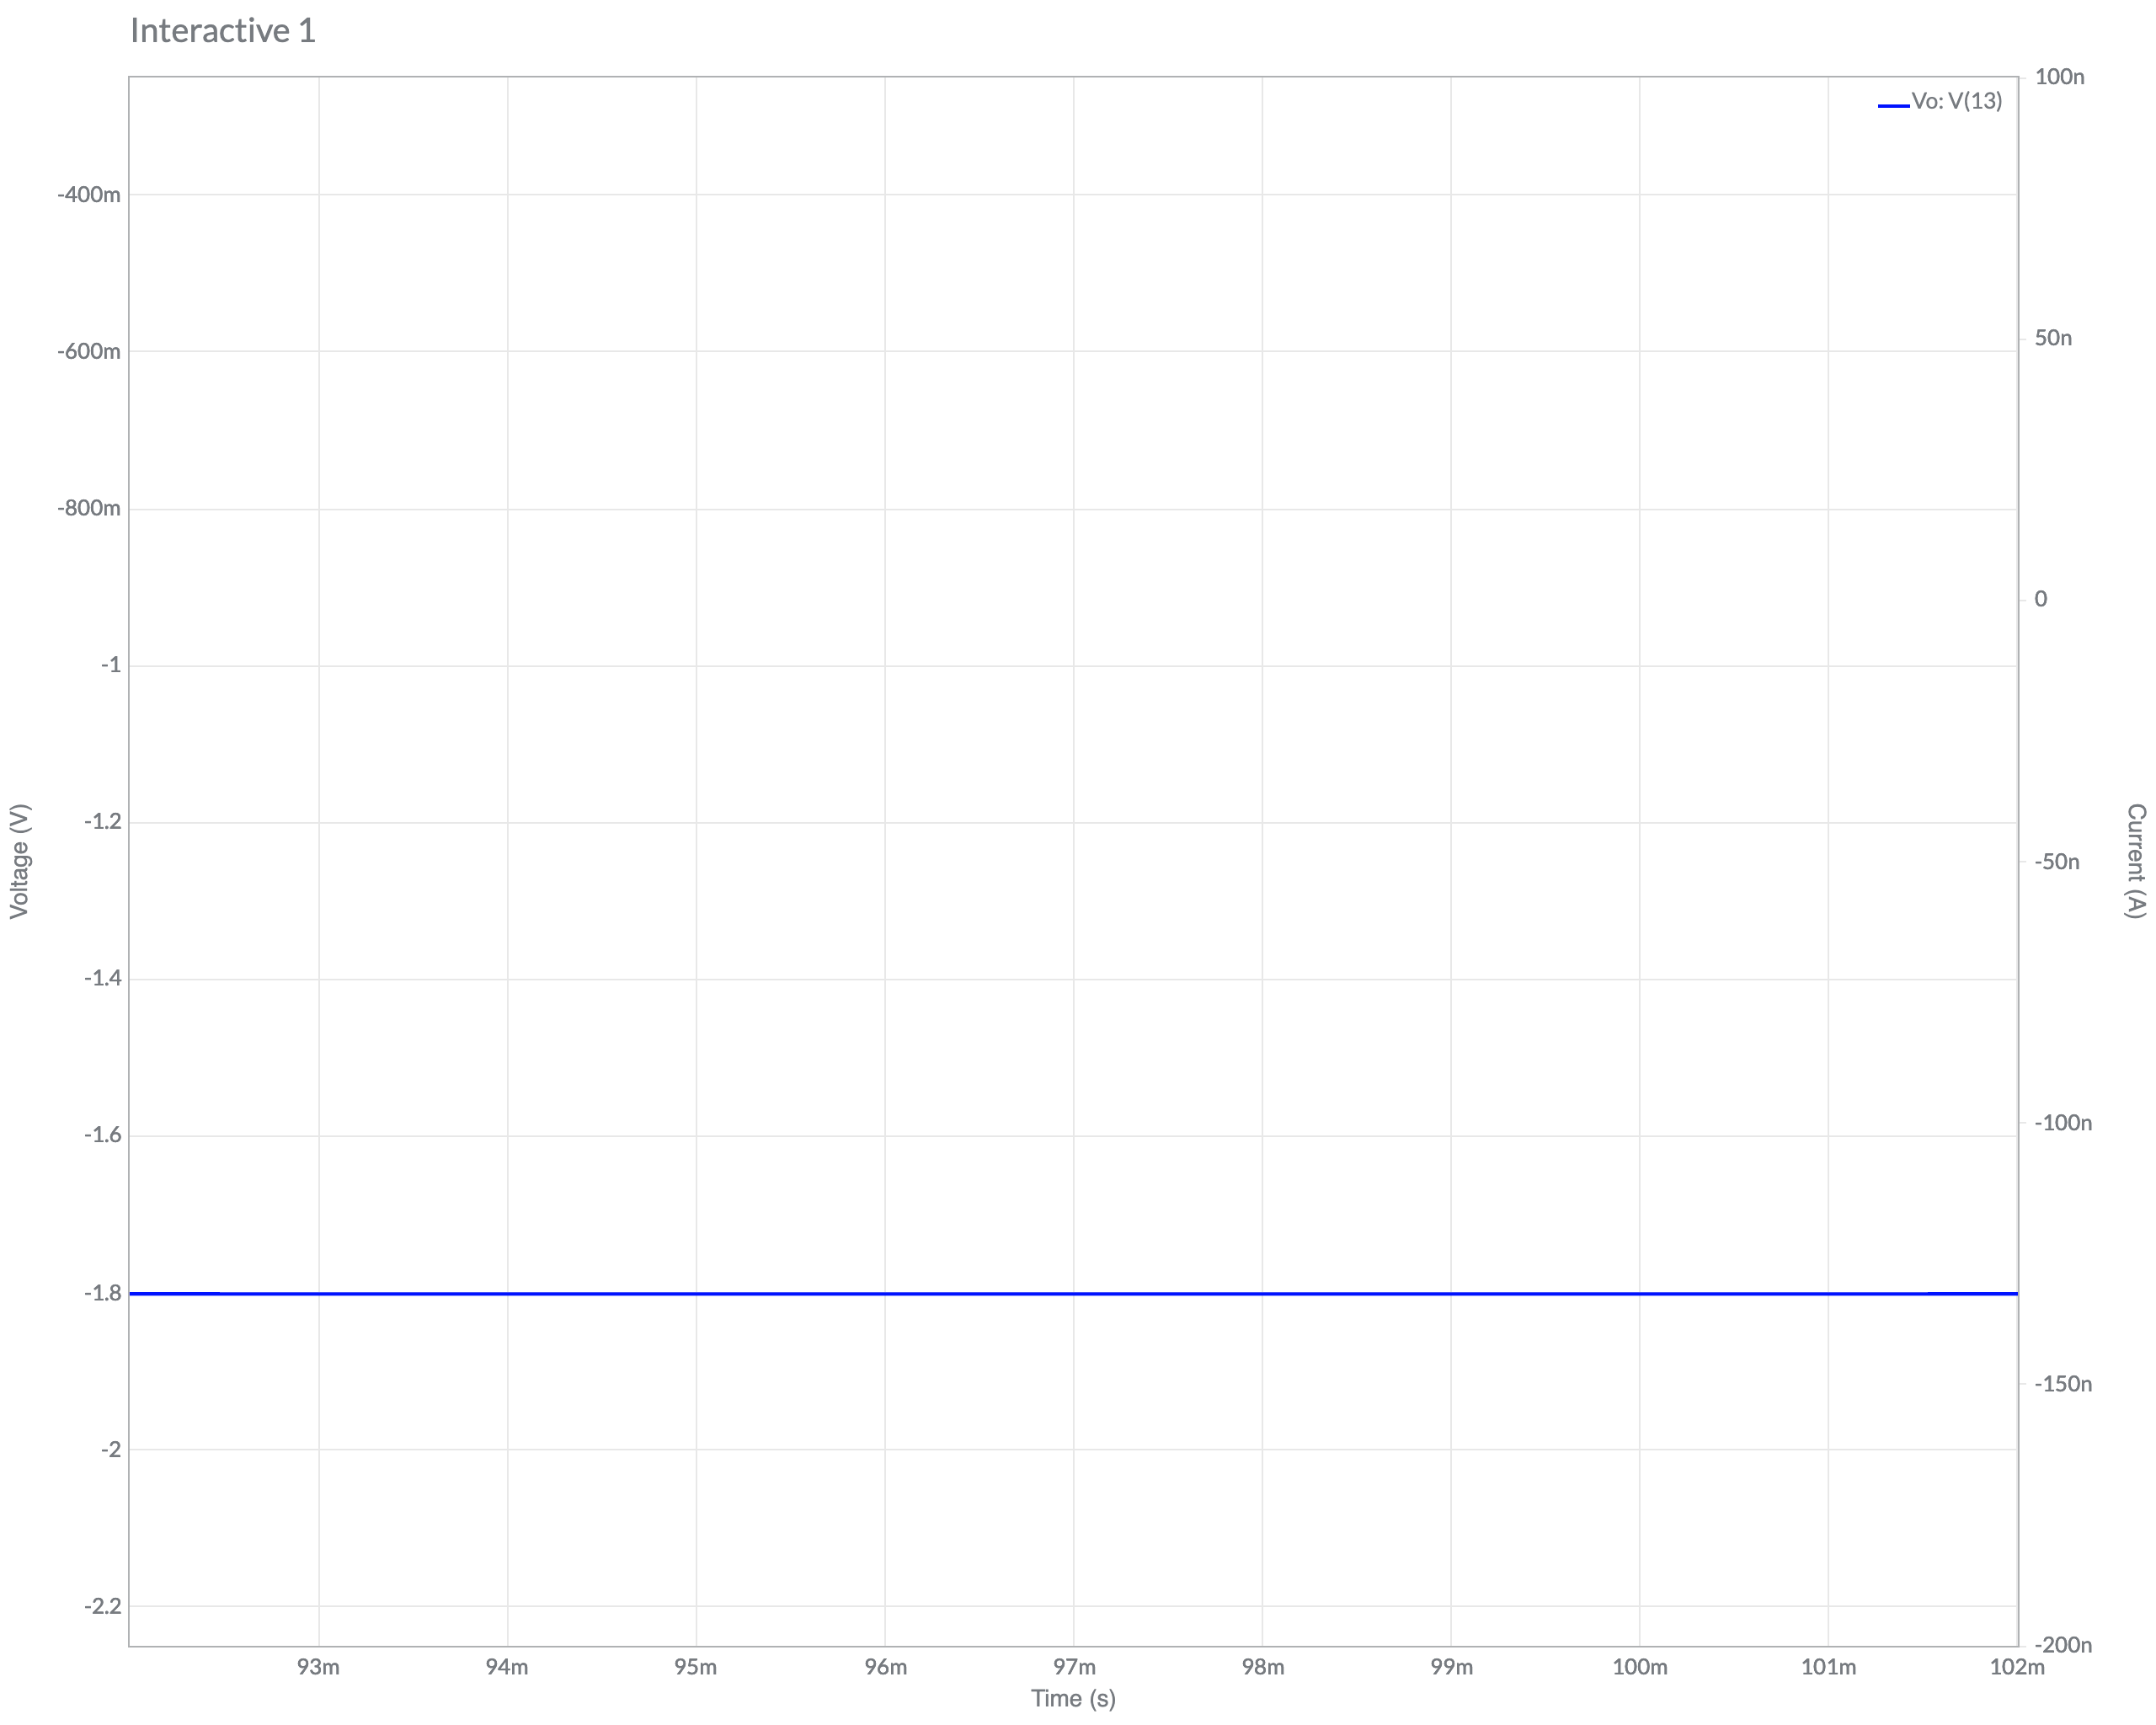 Interactive 1
Vo: V(13)
Voltage (V)
-400m
-600m
-800m
-1
-1.2
-1.4
-1.6
-1.8
-2
-2.2
100n
50n
0
-50n
-100n
-150n
-200n
Current (A)
93m 94m 95m 96m 97m 98m 99m 100m 101m 102m
Time (s)